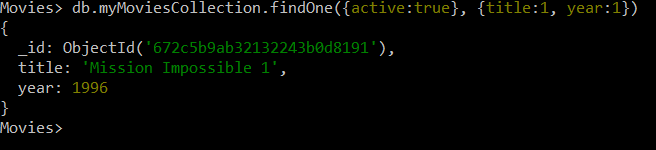 Movies> db.myMoviesCollection.findOne({active:true}, {title:1, year:1})
{
  _id: ObjectId('672c5b9ab32132243b0d8191'),
  title: 'Mission Impossible 1',
  year: 1996
}
Movies>